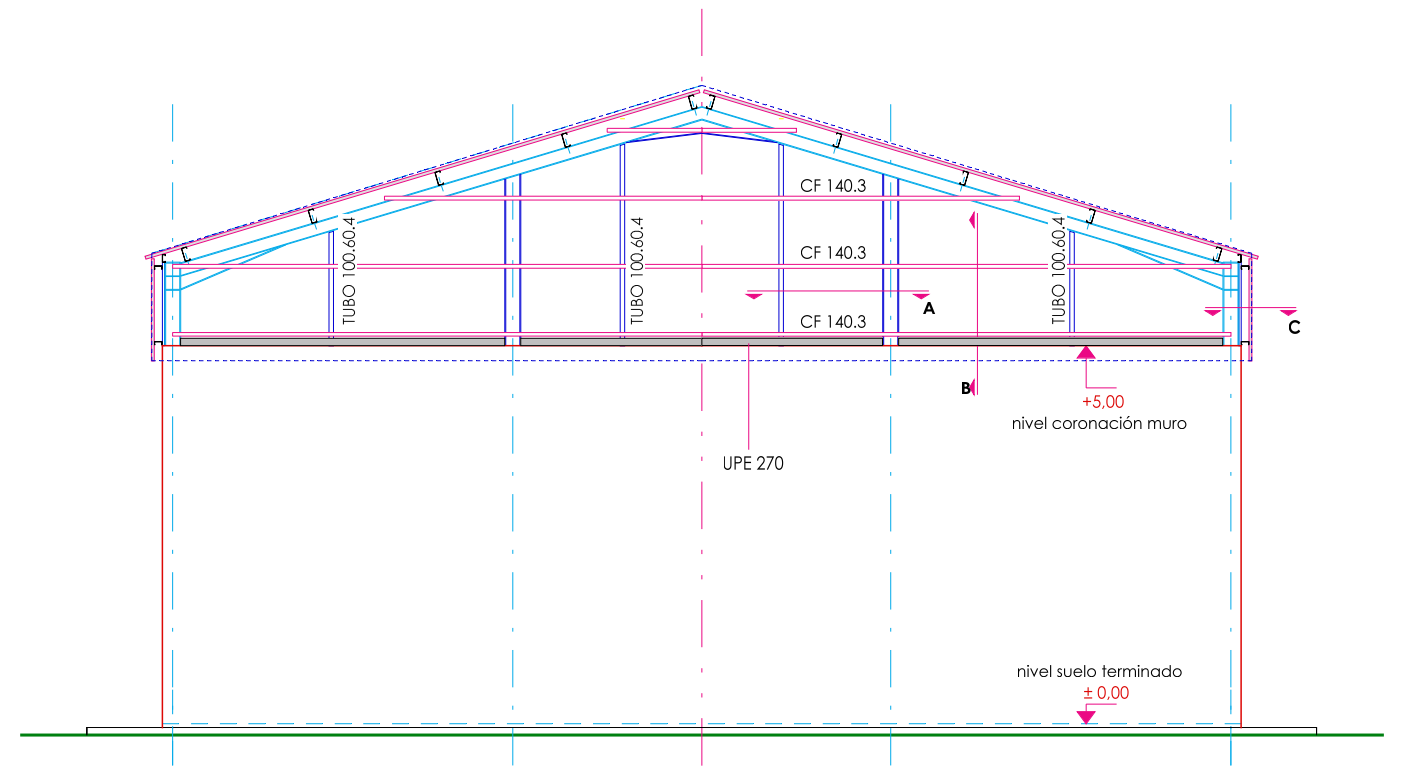 CF 140.3
TUBO 100.60.4
TUBO 100.60.4
CF 140.3
TUBO 100.60.4
A
CF 140.3
C
B
+5,00
nivel coronación muro
UPE 270
nivel suelo terminado
± 0,00